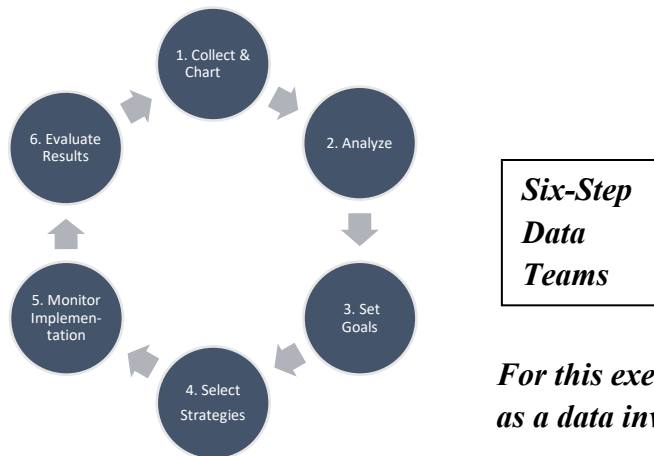 1. Collect &
Chart
2. Analyze
3. Set
Goals
4. Select
Strategies
5. Monitor
Implemen-
tation
6. Evaluate
Results
Six-Step
Data
Teams
For this exe
as a data inv